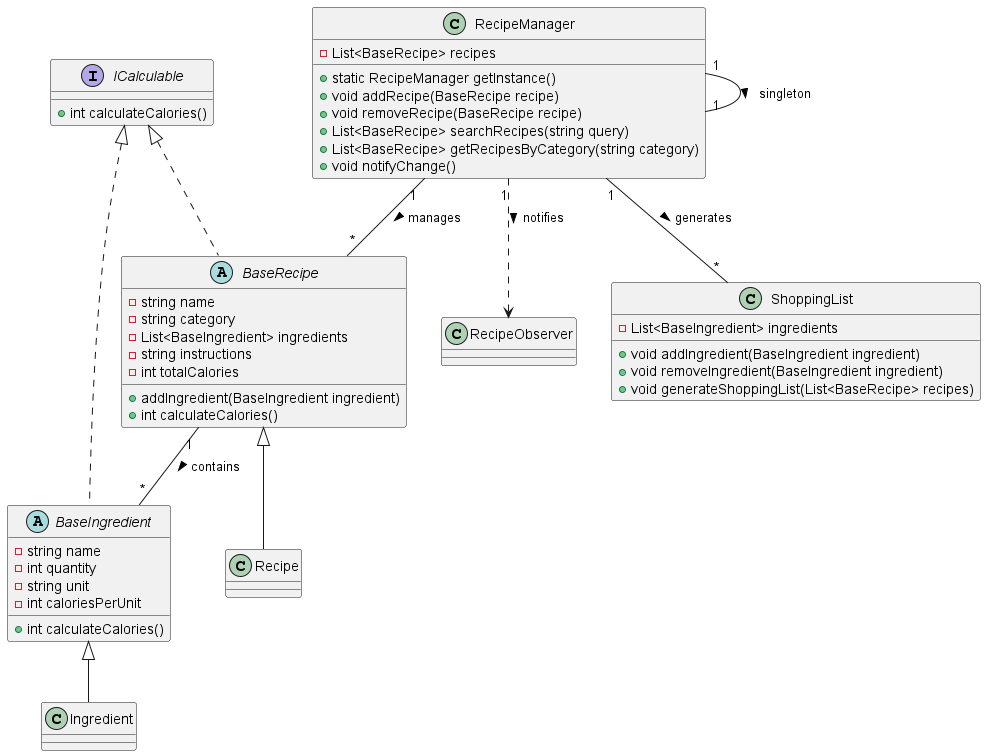 C RecipeManager
List<BaseRecipe> recipes
static RecipeManager getInstance()
void addRecipe(BaseRecipe recipe)
void removeRecipe(BaseRecipe recipe)
List<BaseRecipe> searchRecipes(string query)
List<BaseRecipe> getRecipesByCategory(string category)
void notifyChange()
1
singleton
1
I ICalculable
int calculateCalories()
1
manages
*
1
notifies
1
generates
*
A BaseRecipe
string name
string category
List<BaseIngredient> ingredients
string instructions
int totalCalories
addIngredient(BaseIngredient ingredient)
int calculateCalories()
C RecipeObserver
C ShoppingList
List<BaseIngredient> ingredients
void addIngredient(BaseIngredient ingredient)
void removeIngredient(BaseIngredient ingredient)
void generateShoppingList(List<BaseRecipe> recipes)
1
contains
*
A BaseIngredient
string name
int quantity
string unit
int caloriesPerUnit
int calculateCalories()
C Recipe
C Ingredient